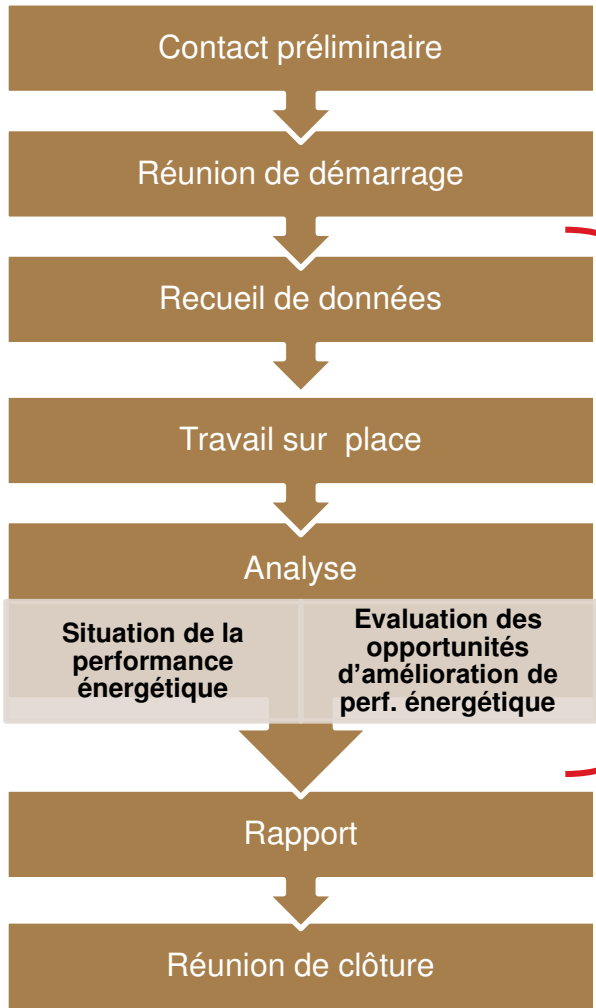 Contact préliminaire
Réunion de démarrage
Recueil de données
Travail sur place
Analyse
Situation de la
performance
énergétique
Evaluation des
opportunités
d'amélioration de
perf. énergétique
Rapport
Réunion de clôture